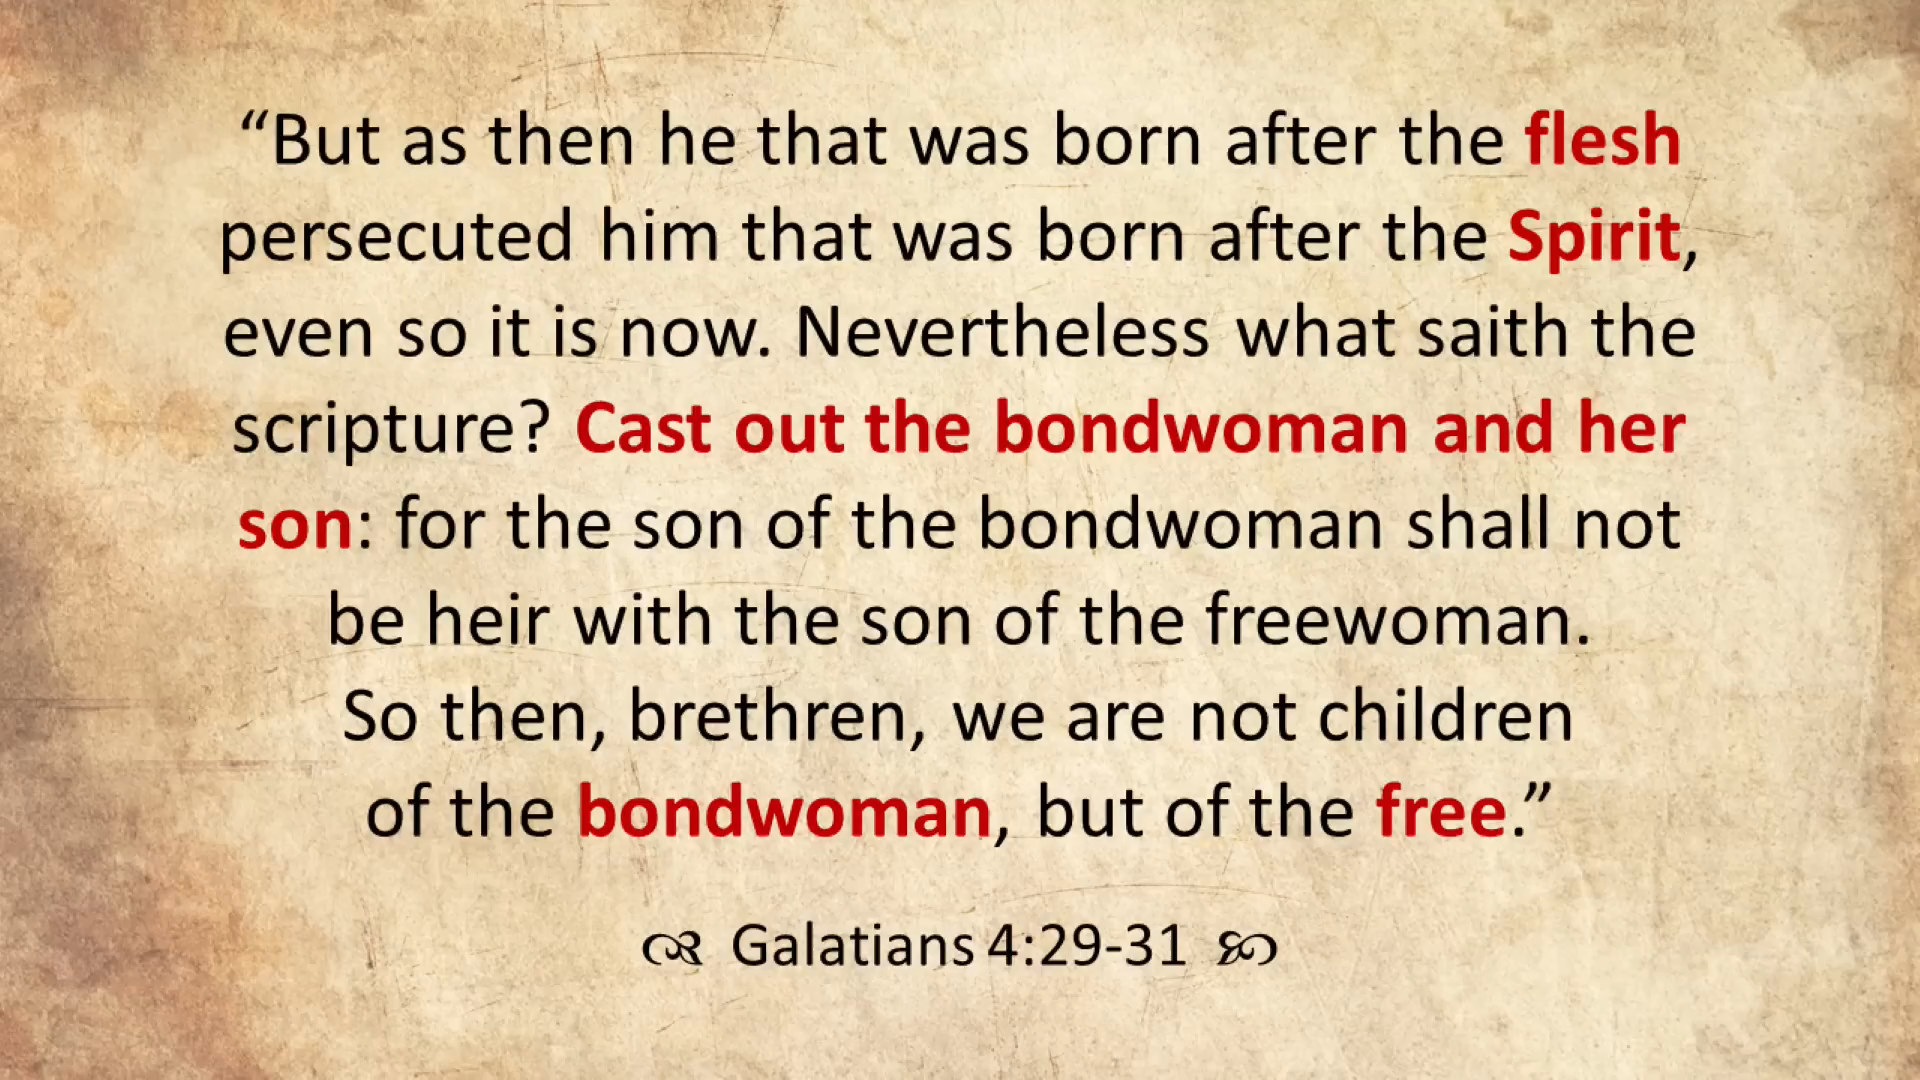 “But as then he that was born after the flesh
persecuted him that was born after the Spirit,
even so it is now. Nevertheless what saith the
scripture? Cast out the bondwoman and her
son: for the son of the bondwoman shall not
be heir with the son of the freewoman.
So then, brethren, we are not children
of the bondwoman, but of the free.”
Galatians 4:29-31